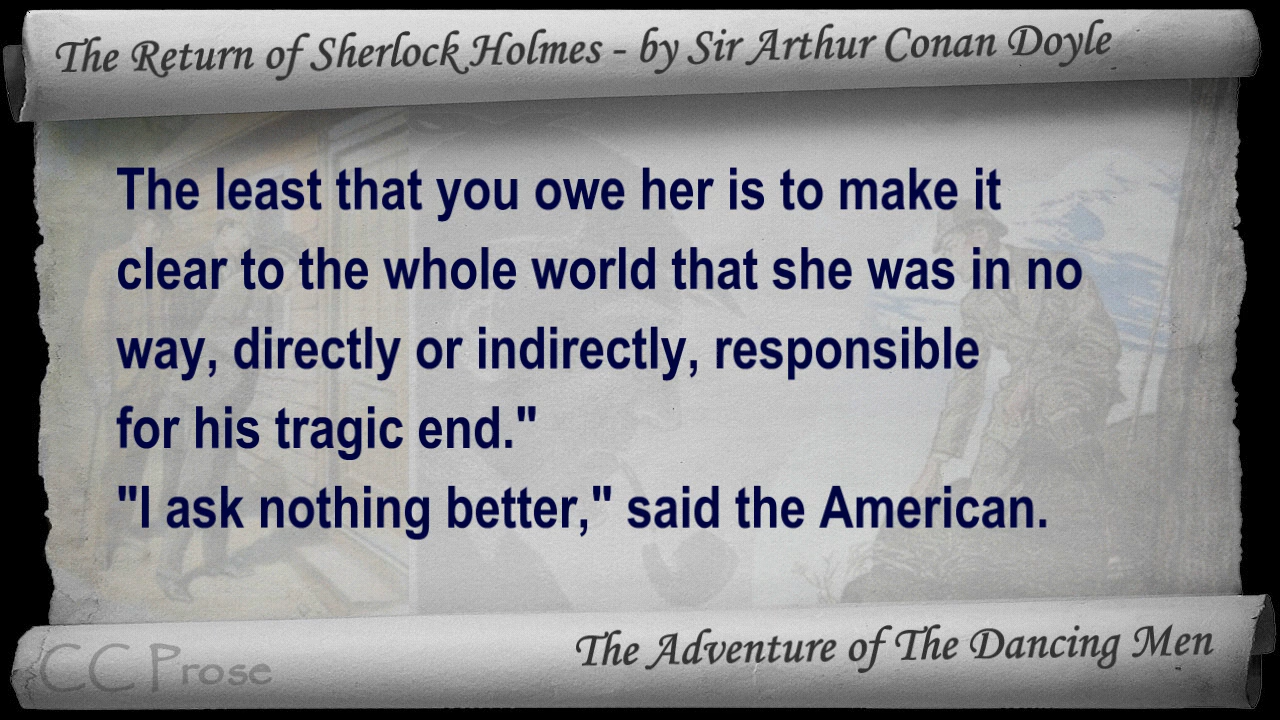 The Return of Sherlock Holmes - by Sir Arthur Conan Doyle
The least that you owe her is to make it
clear to the whole world that she was in no
way, directly or indirectly, responsible
for his tragic end."
"I ask nothing better," said the American.
The Adventure of The Dancing Men
CC Prose